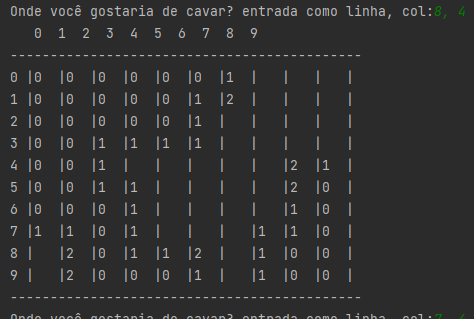 Onde você gostaria de cavar? entrada como linha, col:8, 4
0 1 2 3 4 5 6 7 8 9
--------------------------------------------
0 |0 |0 |0 |0 |0 |0 |1 | | | |
1 |0 |0 |0 |0 |0 |1 |2 | | | |
2 |0 |0 |0 |0 |0 |1 | | | | |
3 |0 |0 |1 |1 |1 |1 | | | | |
4 |0 |0 |1 | | | | | |2 |1 |
5 |0 |0 |1 |1 | | | | |2 |0 |
6 |0 |0 |0 |1 | | | | |1 |0 |
7 |1 |1 |0 |1 | | | |1 |1 |0 |
8 | |2 |0 |1 |1 |2 | |1 |0 |0 |
9 | |2 |0 |0 |0 |1 | |1 |0 |0 |
--------------------------------------------
Onde você gostaria de cavar? entrada como linha, col: